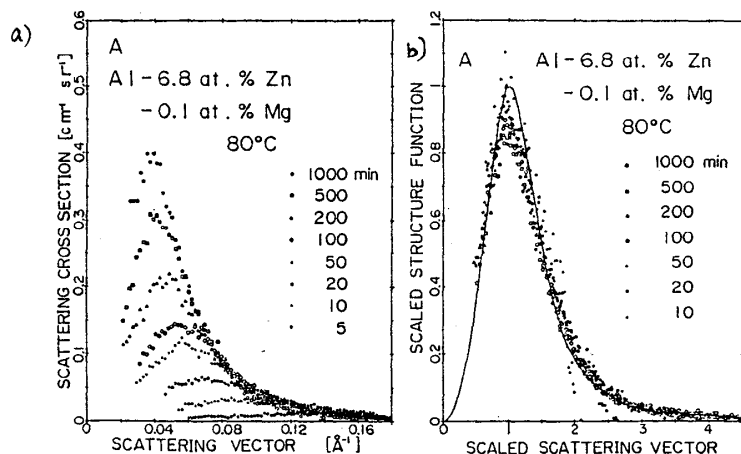 a)
0.6
0.5
0.4
0.3
0.2
0.1
0
SCATTERING CROSS SECTION [cm⁻¹ sr⁻¹]
A
Al-6.8 at. % Zn
-0.1 at. % Mg
80°C
1000 min
500
200
100
50
20
10
5
0 0.04 0.08 0.12 0.16
SCATTERING VECTOR [Å⁻¹]
b)
1.2
1
0.8
0.6
0.4
0.2
0
SCALED STRUCTURE FUNCTION
A
Al-6.8 at. % Zn
-0.1 at. % Mg
80°C
1000 min
500
200
100
50
20
10
0 1 2 3 4
SCALED SCATTERING VECTOR